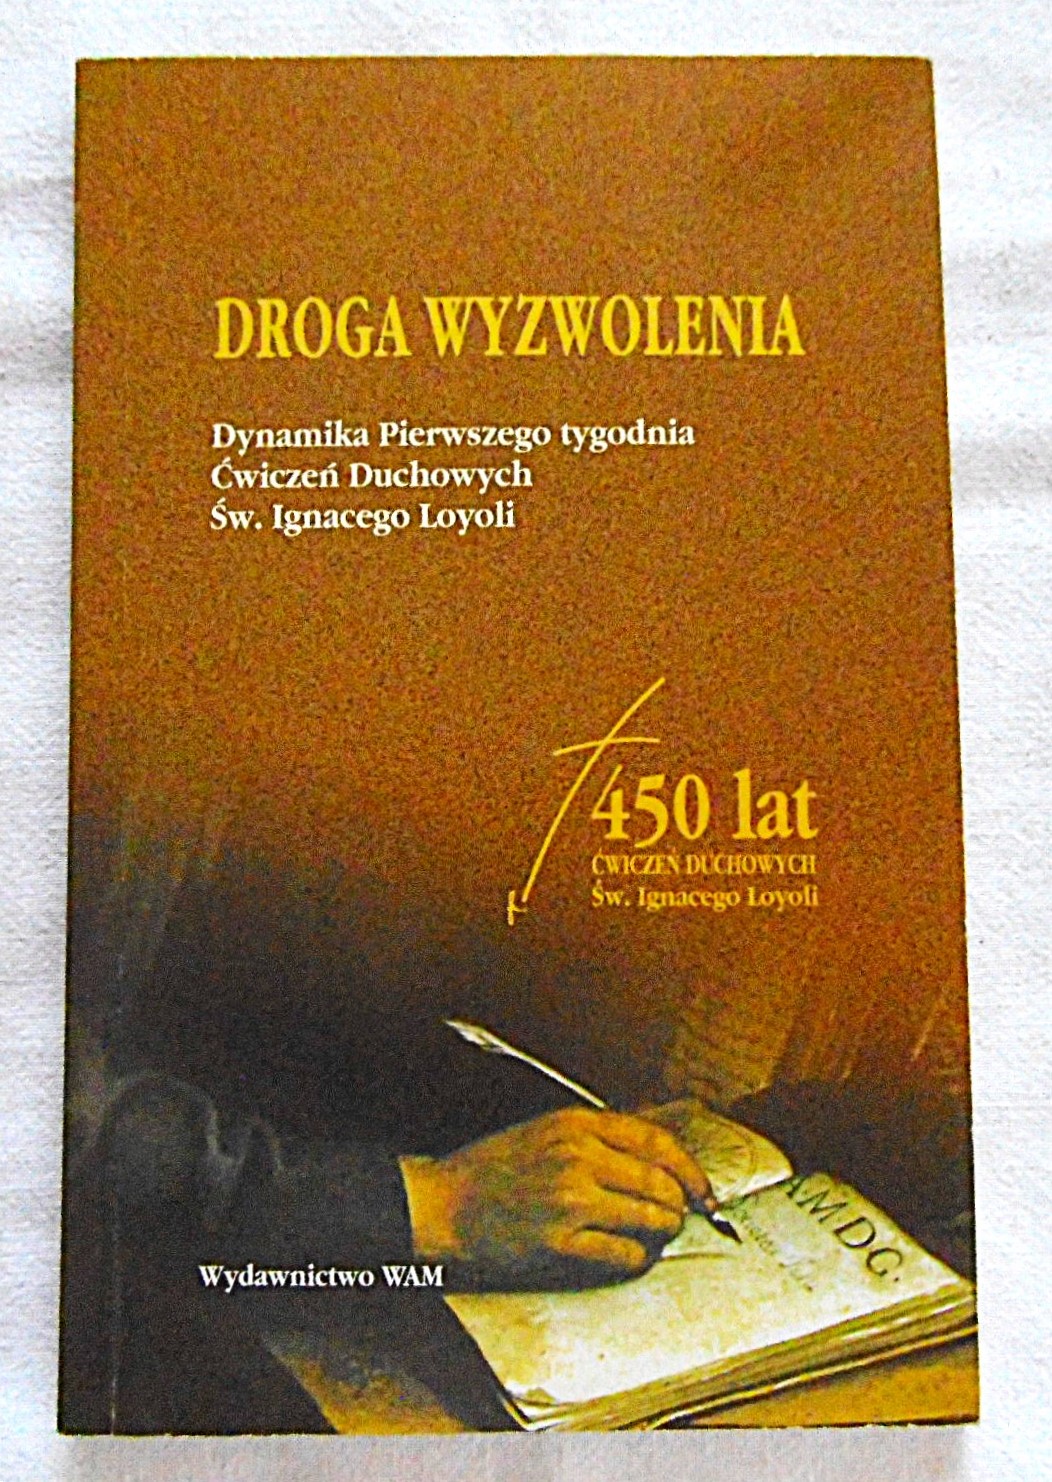 DROGA WYZWOLENIA
Dynamika Pierwszego tygodnia
Ćwiczeń Duchowych
Św. Ignacego Loyoli
450 lat
ĆWICZEŃ DUCHOWYCH
Św. Ignacego Loyoli
AMDG.
Wydawnictwo WAM